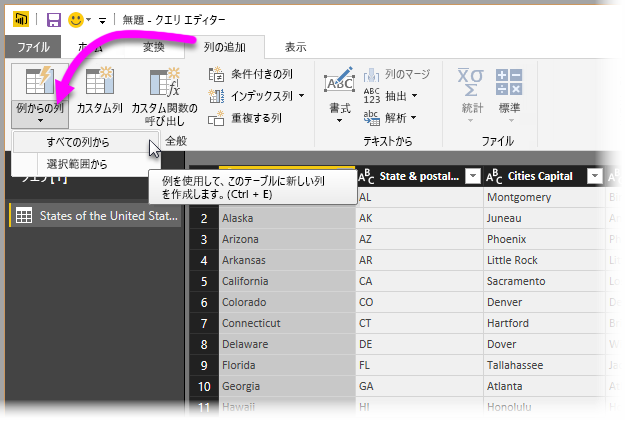 無題 - クエリ エディター
ファイル ホーム 変換 列の追加 表示
例からの列
カスタム列
カスタム関数の
呼び出し
条件付きの列
インデックス列
重複する列
書式
列のマージ
抽出
解析
統計
標準
すべての列から
選択範囲から
全般
テキストから
ファイル
例を使用して、このテーブルに新しい列
を作成します。(Ctrl + E)
States of the United Stat...
State & postal... Cities Capital
AL Montgomery
2 Alaska AK Juneau
3 Arizona AZ Phoenix
4 Arkansas AR Little Rock
5 California CA Sacramento
6 Colorado CO Denver
7 Connecticut CT Hartford
8 Delaware DE Dover
9 Florida FL Tallahassee
10 Georgia GA Atlanta
11 Hawaii HI Honolulu